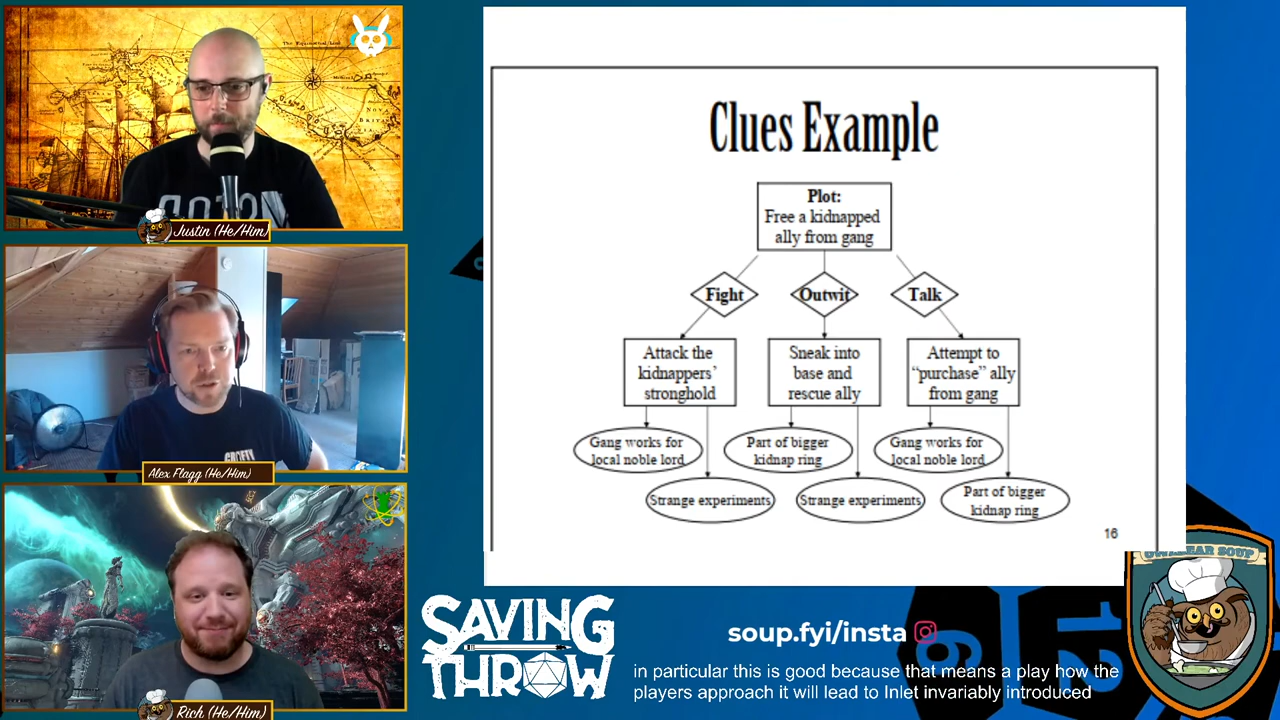 Justin (He/Him)
Alex Flagg (He/Him)
Rich (He/Him)
Clues Example
Plot:
Free a kidnapped
ally from gang
Fight
Outwit
Talk
Attack the
kidnappers'
stronghold
Sneak into
base and
rescue ally
Attempt to
“purchase” ally
from gang
Gang works for
local noble lord
Part of bigger
kidnap ring
Gang works for
local noble lord
Strange experiments
Strange experiments
Part of bigger
kidnap ring
16
SAVING
THROW
soup.fyi/insta
in particular this is good because that means a play how the
players approach it will lead to Inlet invariably introduced
OWLBEAR SOUP
12
6